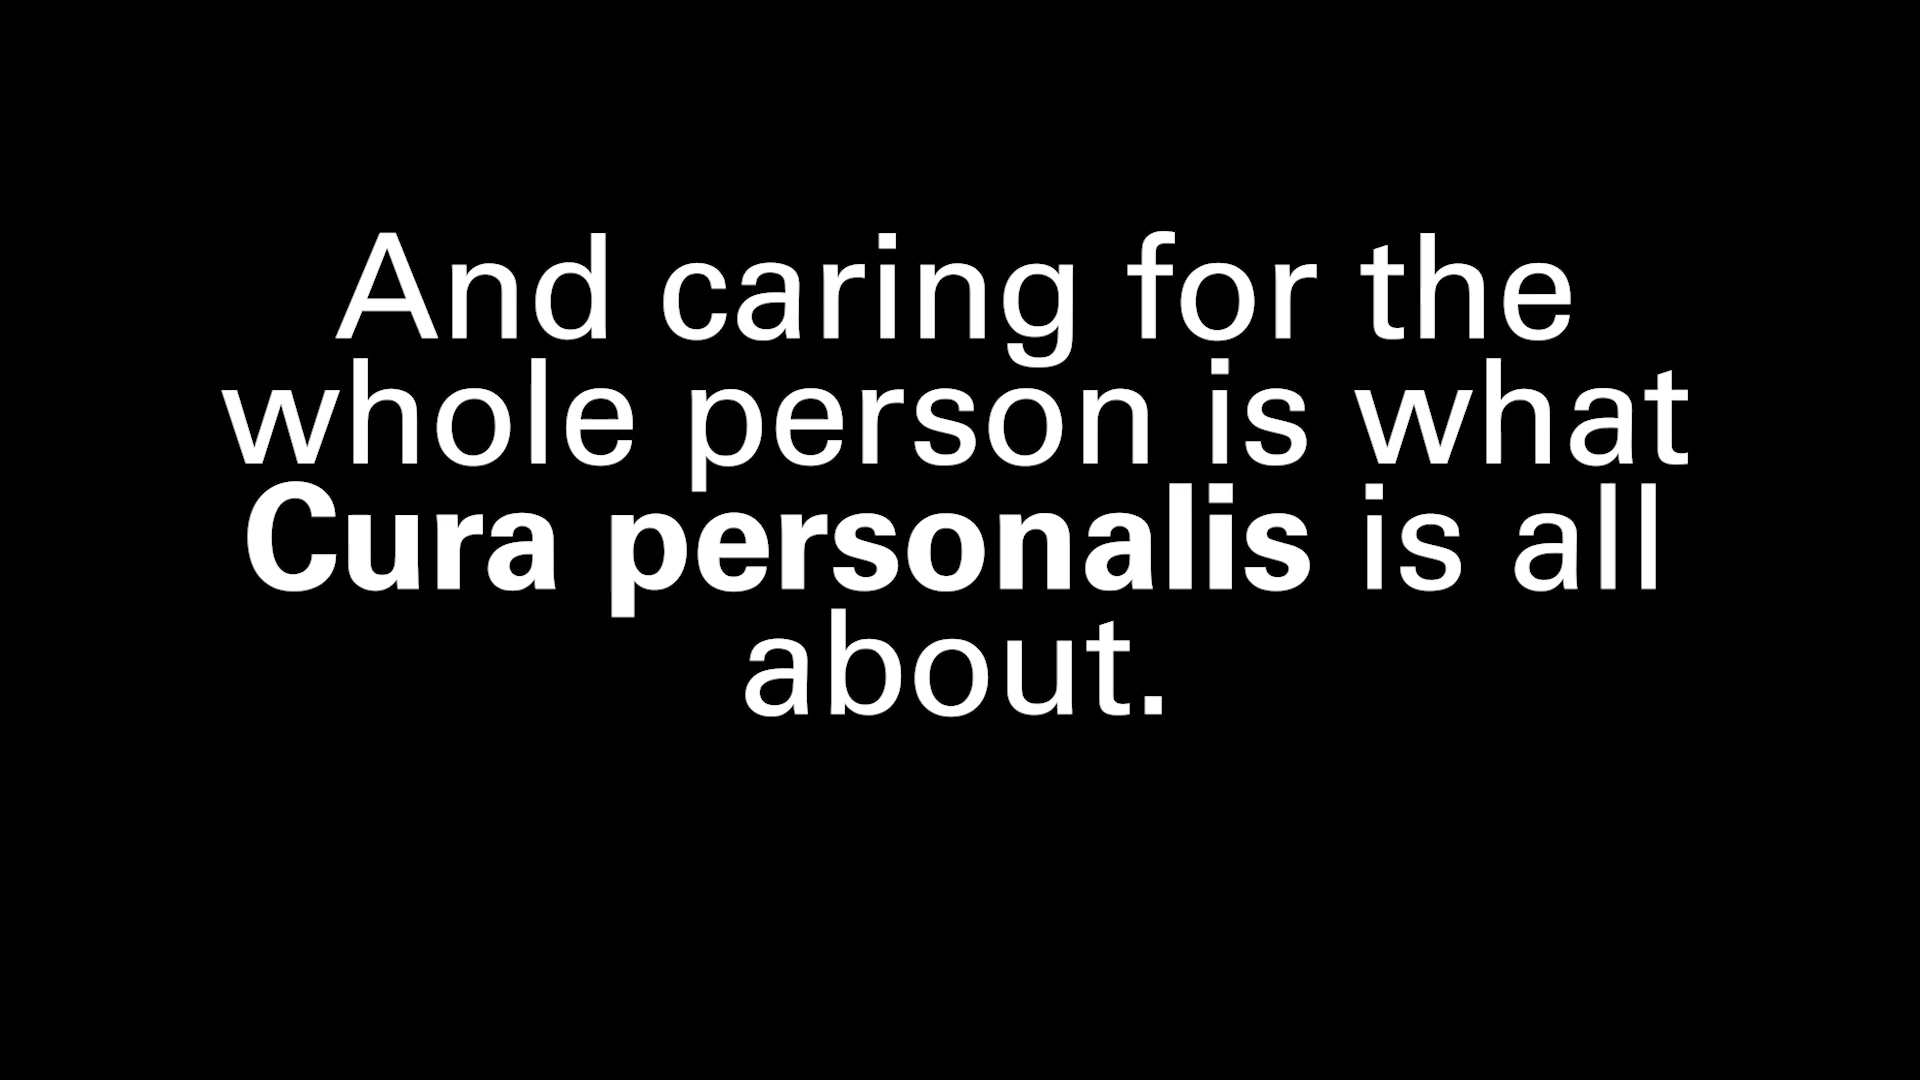 And caring for the
whole person is what
Cura personalis is all
about.